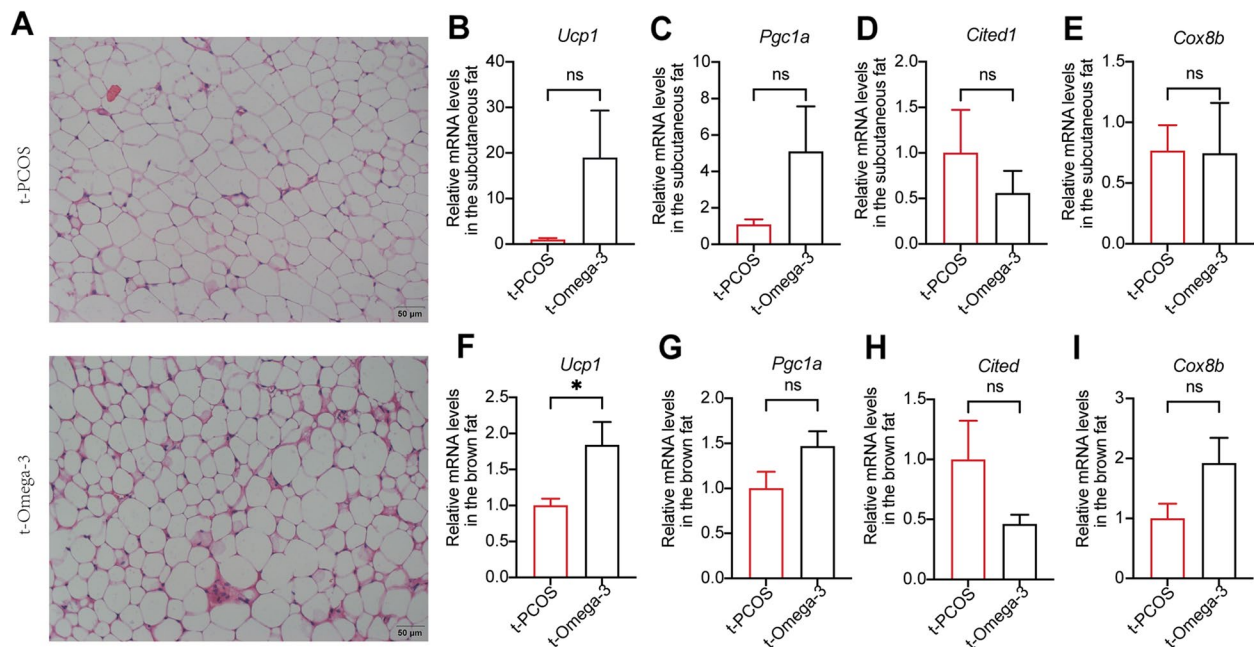 A
t-PCOS
50 µm
t-Omega-3
50 µm
B
Ucp1
ns
Relative mRNA levels
in the subcutaneous fat
40
30
20
10
0
t-PCOS
t-Omega-3
C
Pgc1a
ns
Relative mRNA levels
in the subcutaneous fat
10
8
6
4
2
0
t-PCOS
t-Omega-3
D
Cited1
ns
Relative mRNA levels
in the subcutaneous fat
2.0
1.5
1.0
0.5
0.0
t-PCOS
t-Omega-3
E
Cox8b
ns
Relative mRNA levels
in the subcutaneous fat
1.5
1.0
0.5
0.0
t-PCOS
t-Omega-3
F
Ucp1
*
Relative mRNA levels
in the brown fat
2.5
2.0
1.5
1.0
0.5
0.0
t-PCOS
t-Omega-3
G
Pgc1a
ns
Relative mRNA levels
in the brown fat
2.0
1.5
1.0
0.5
0.0
t-PCOS
t-Omega-3
H
Cited
ns
Relative mRNA levels
in the brown fat
1.5
1.0
0.5
0.0
t-PCOS
t-Omega-3
I
Cox8b
ns
Relative mRNA levels
in the brown fat
3
2
1
0
t-PCOS
t-Omega-3